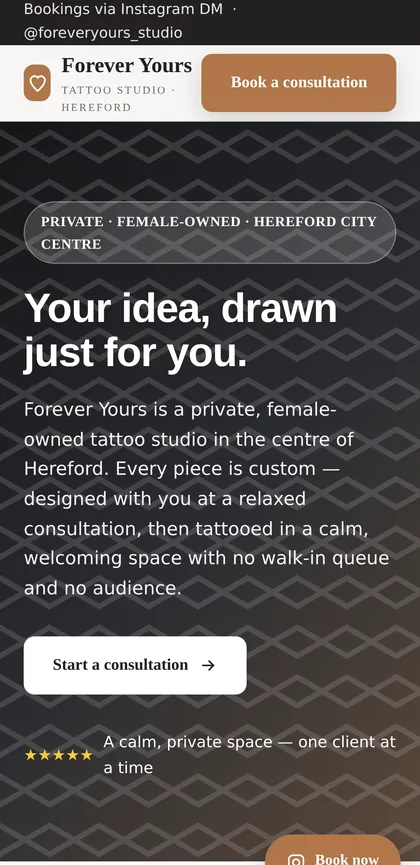 Bookings via Instagram DM ·
@foreveryours_studio
Forever Yours
TATTOO STUDIO ·
HEREFORD
Book a consultation
PRIVATE · FEMALE-OWNED · HEREFORD CITY
CENTRE
Your idea, drawn
just for you.
Forever Yours is a private, female-
owned tattoo studio in the centre of
Hereford. Every piece is custom —
designed with you at a relaxed
consultation, then tattooed in a calm,
welcoming space with no walk-in queue
and no audience.
Start a consultation →
★★★★★ A calm, private space — one client at
a time
Book now